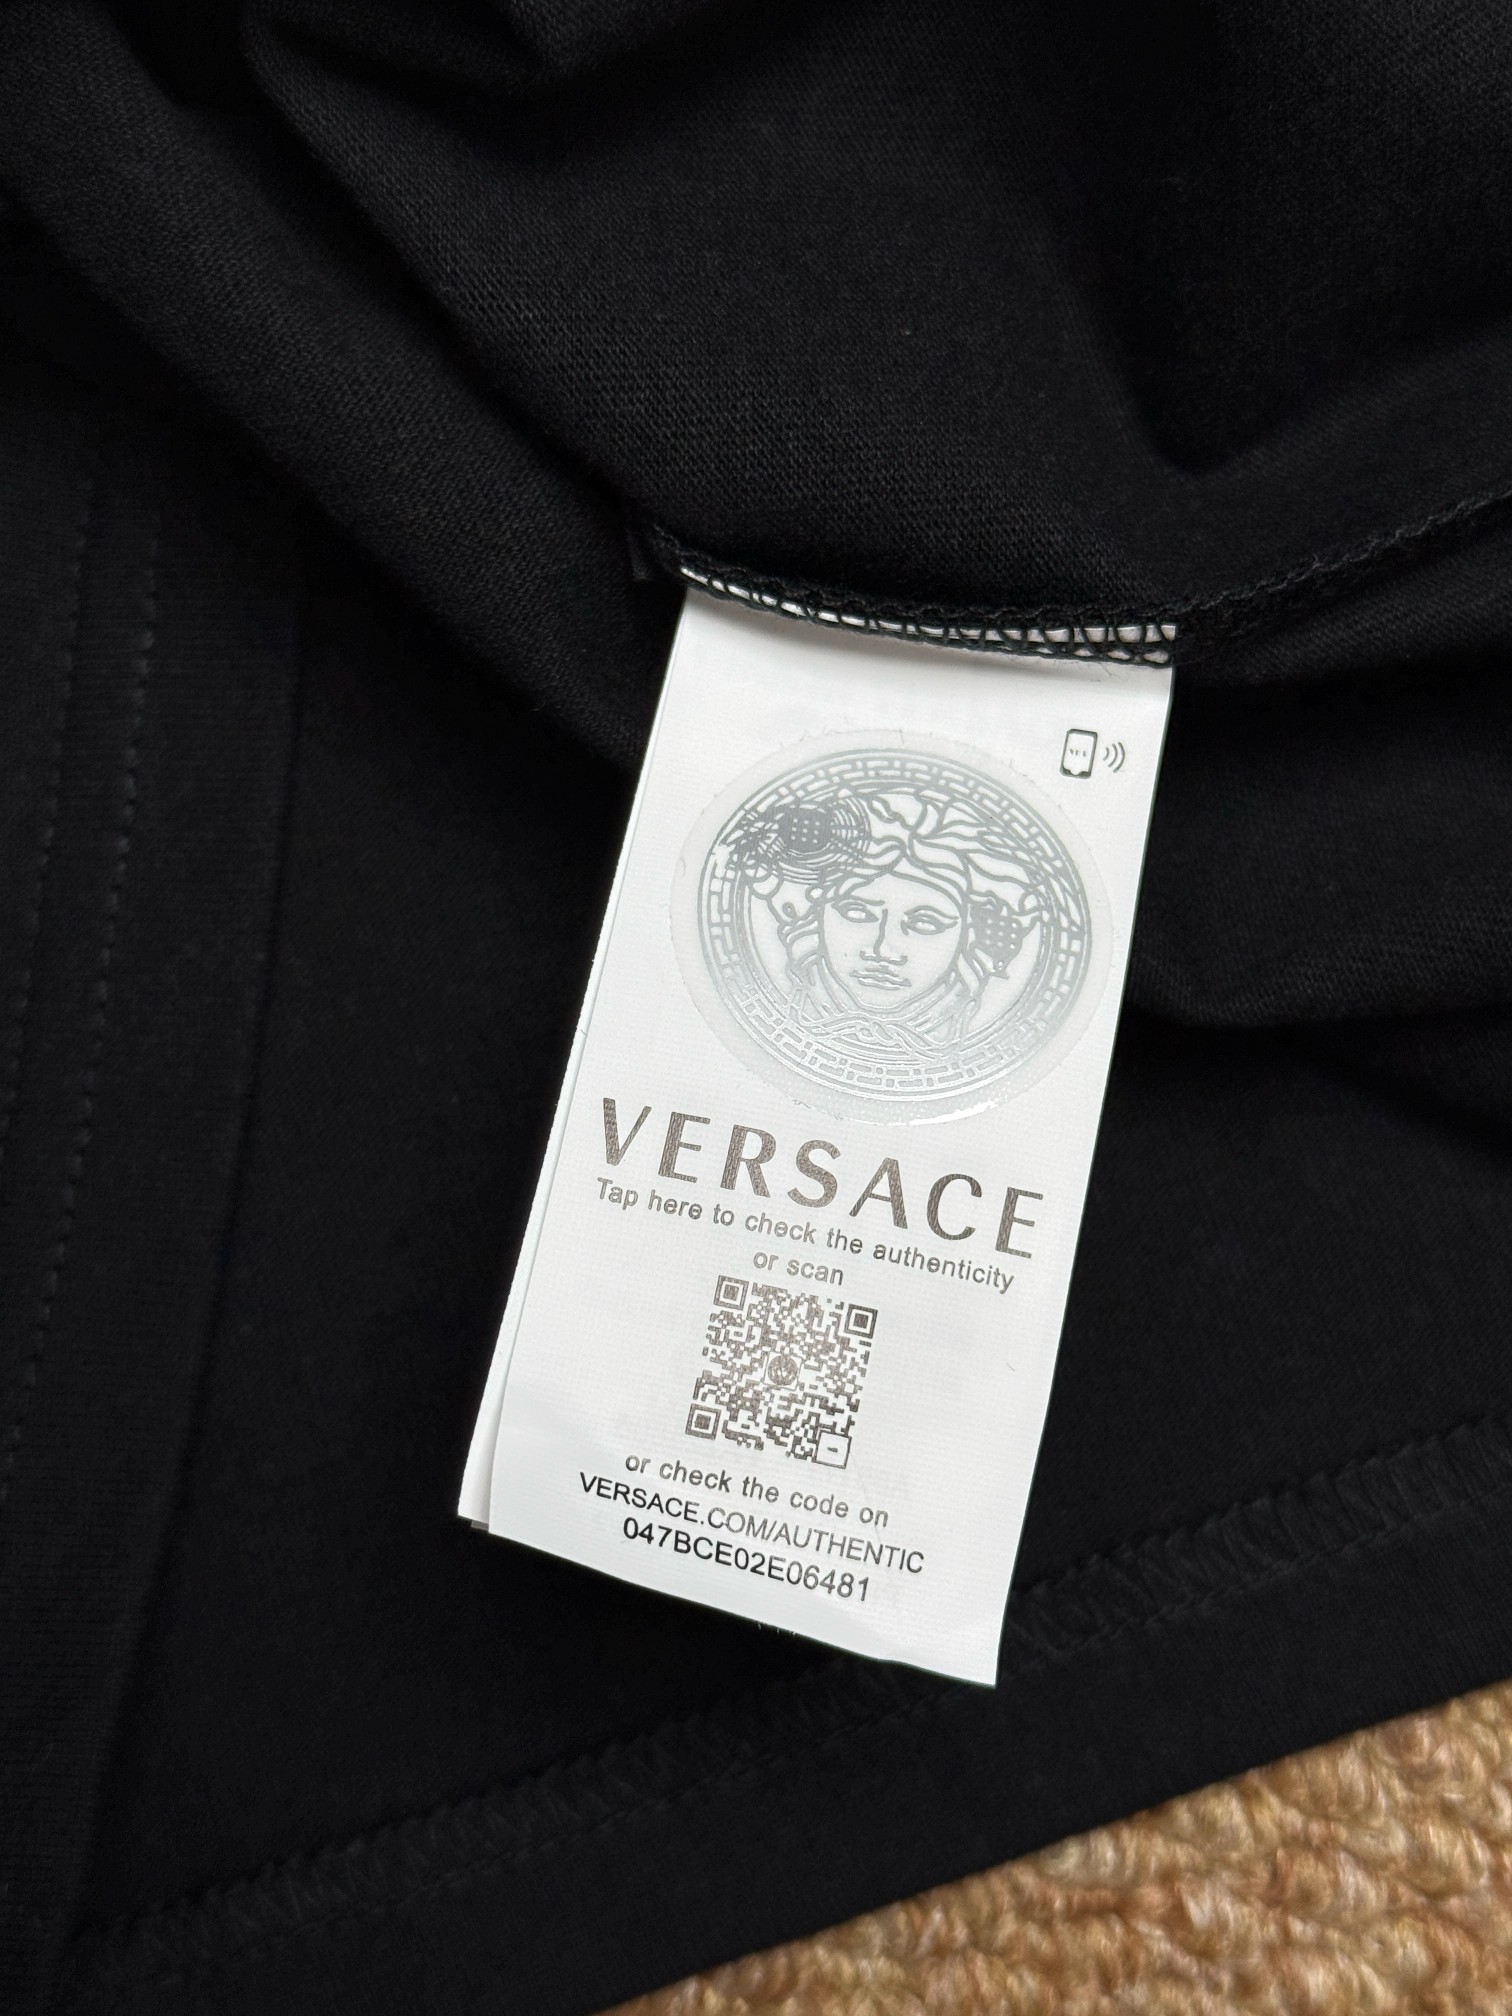 VERSACE
Tap here to check the authenticity
or scan
or check the code on
VERSACE.COM/AUTHENTIC
047BCE02E06481